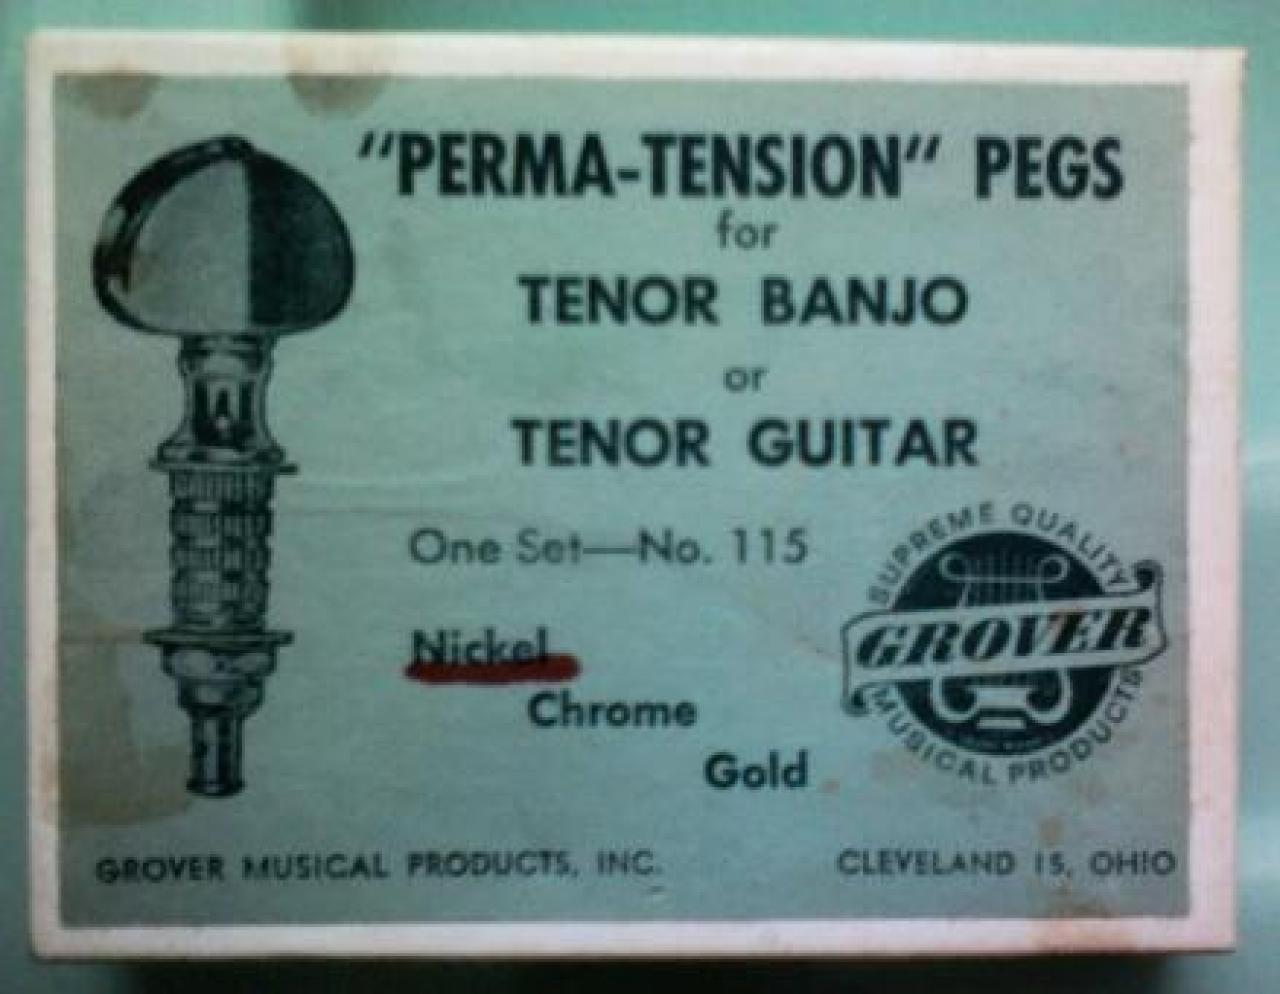 "PERMA-TENSION" PEGS
for
TENOR BANJO
or
TENOR GUITAR
One Set—No. 115
Nickel
Chrome
Gold
SUPREME QUALITY
GROVER
MUSICAL PRODUCTS
GROVER MUSICAL PRODUCTS, INC.
CLEVELAND 15, OHIO